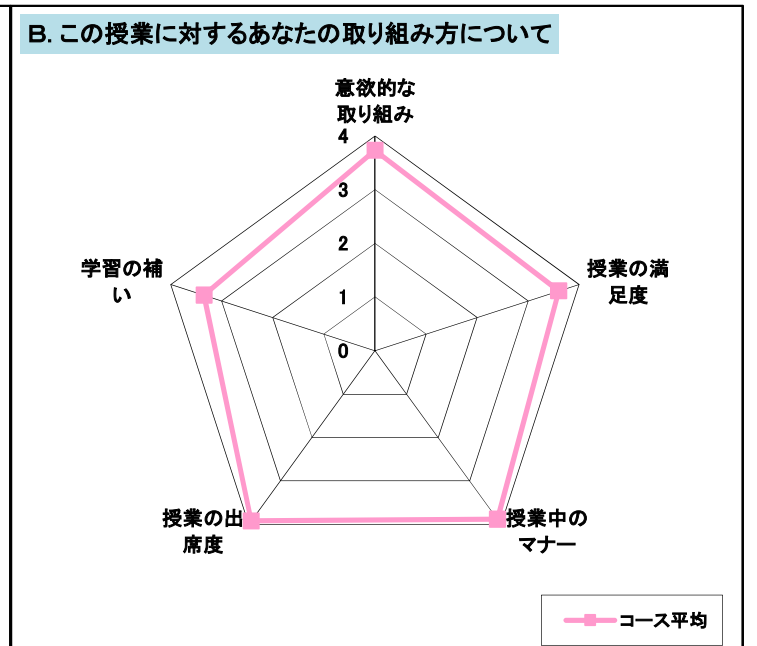 B. この授業に対するあなたの取り組み方について
意欲的な
取り組み
4
3
2
1
0
授業の満
足度
授業中の
マナー
授業の出
席度
学習の補
い
コース平均